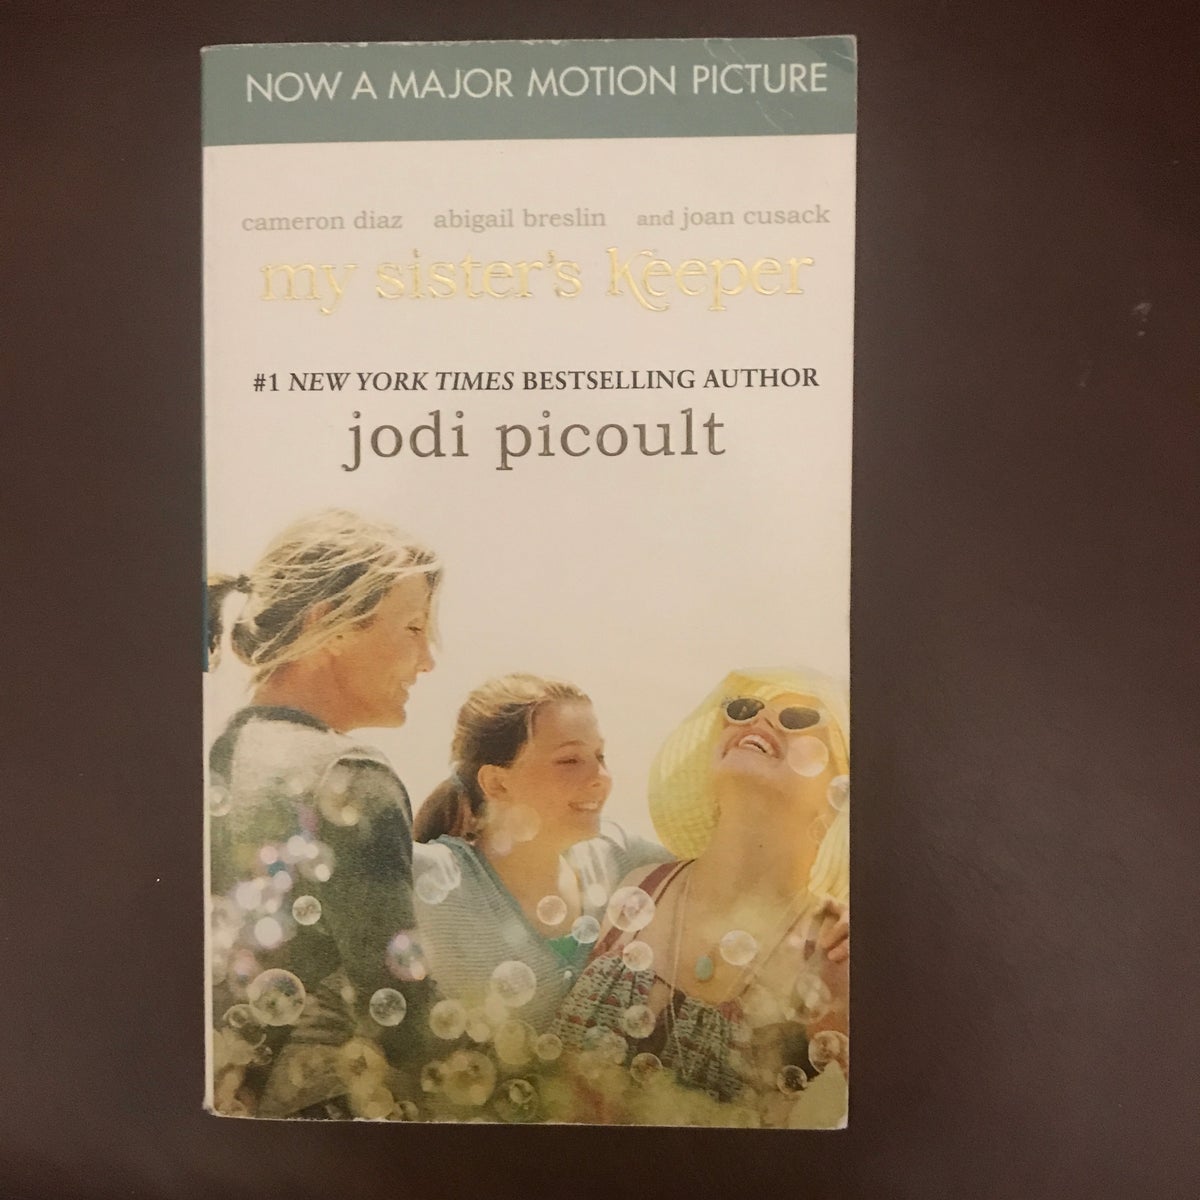 NOW A MAJOR MOTION PICTURE
cameron diaz abigail breslin and joan cusack
my sister's keeper
#1 NEW YORK TIMES BESTSELLING AUTHOR
jodi picoult